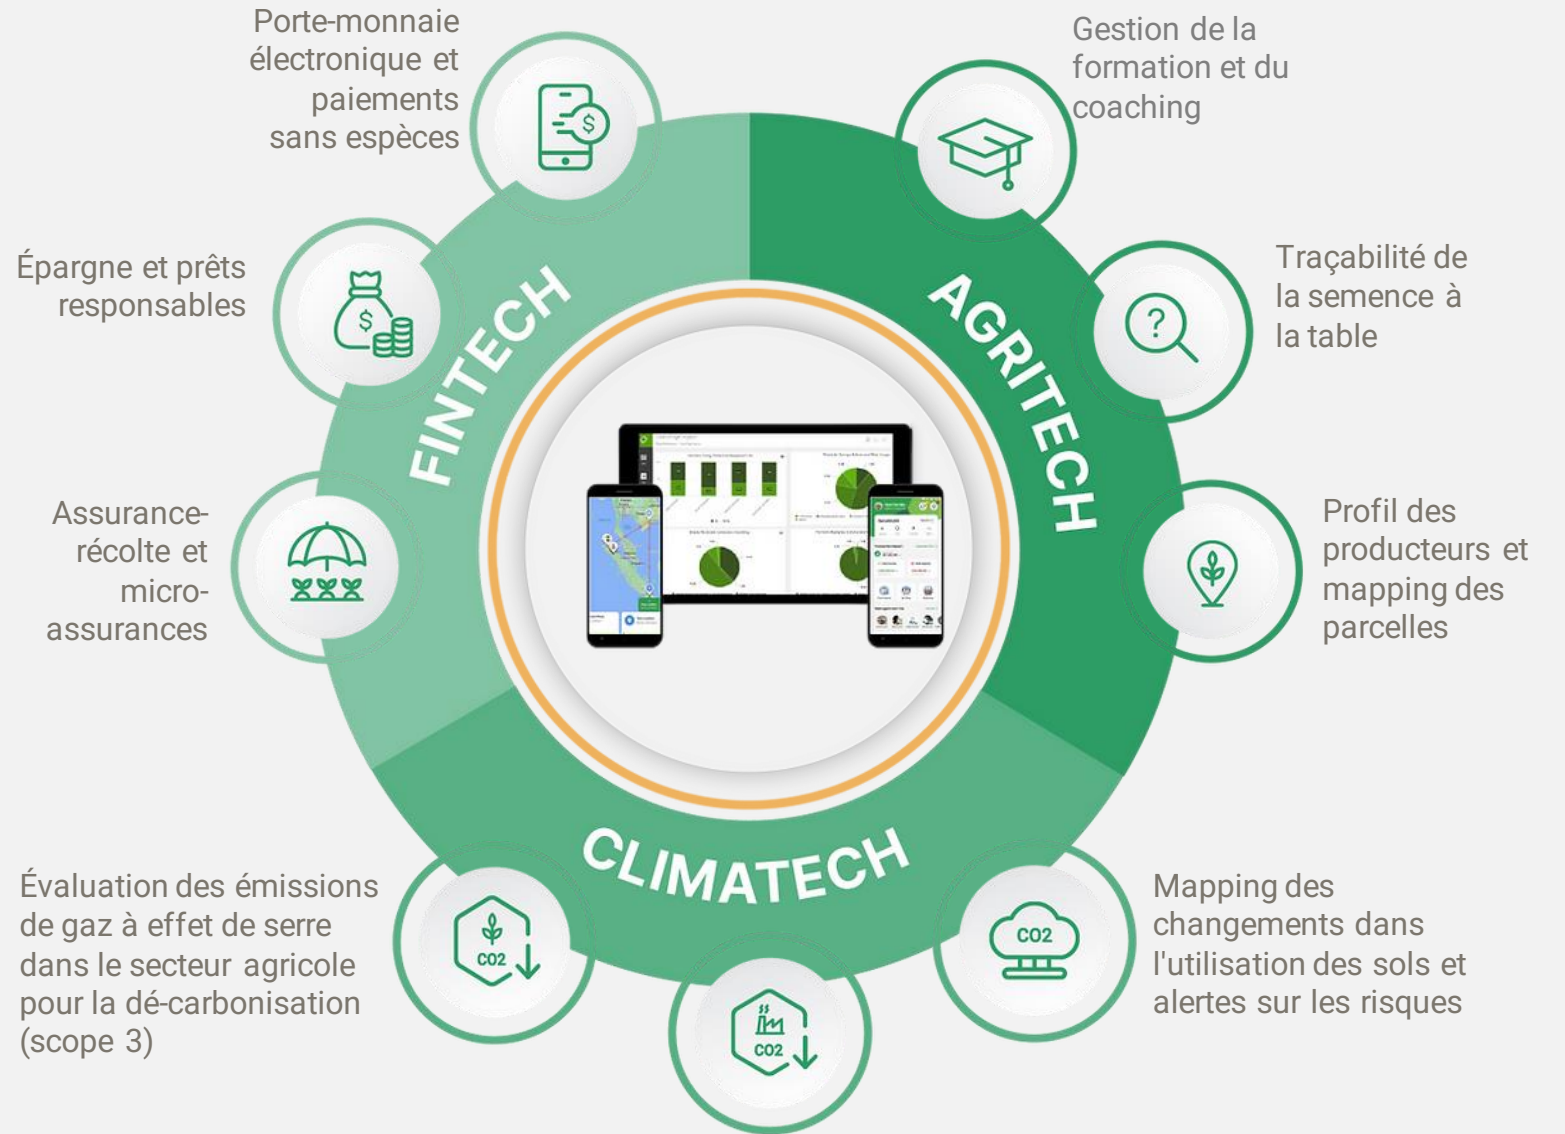 Porte-monnaie
électronique et
paiements
sans espèces
Gestion de la
formation et du
coaching
Épargne et prêts
responsables
Traçabilité de
la semence à
la table
Assurance-
récolte et
micro-
assurances
Profil des
producteurs et
mapping des
parcelles
FINTECH
AGRITECH
CLIMATECH
Évaluation des émissions
de gaz à effet de serre
dans le secteur agricole
pour la dé-carbonisation
(scope 3)
Mapping des
changements dans
l'utilisation des sols et
alertes sur les risques
$
$
?
CO2
CO2
CO2